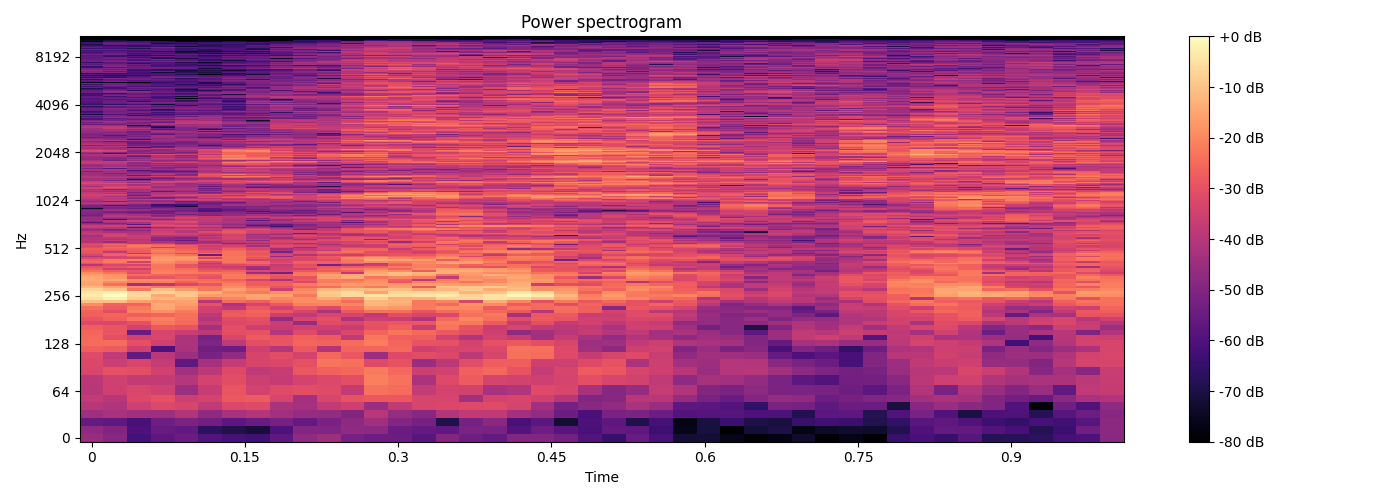 Power spectrogram
8192
4096
2048
1024
512
256
128
64
0
Hz
0 0.15 0.3 0.45 0.6 0.75 0.9
Time
+0 dB
-10 dB
-20 dB
-30 dB
-40 dB
-50 dB
-60 dB
-70 dB
-80 dB